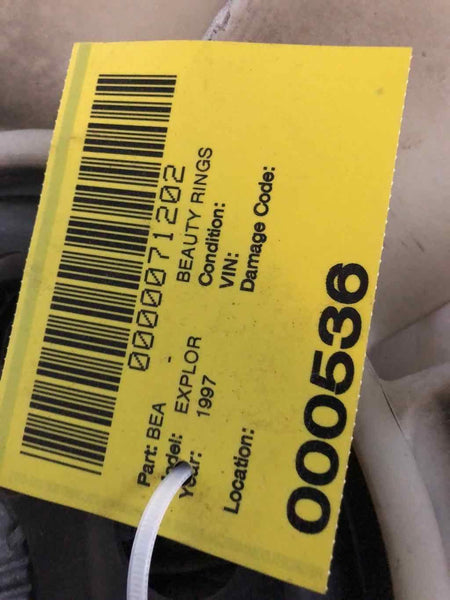 0000071202
Part: BEA - BEAUTY RINGS
Model: EXPLOR Condition:
Year: 1997 VIN:
Damage Code:
Location:
000536